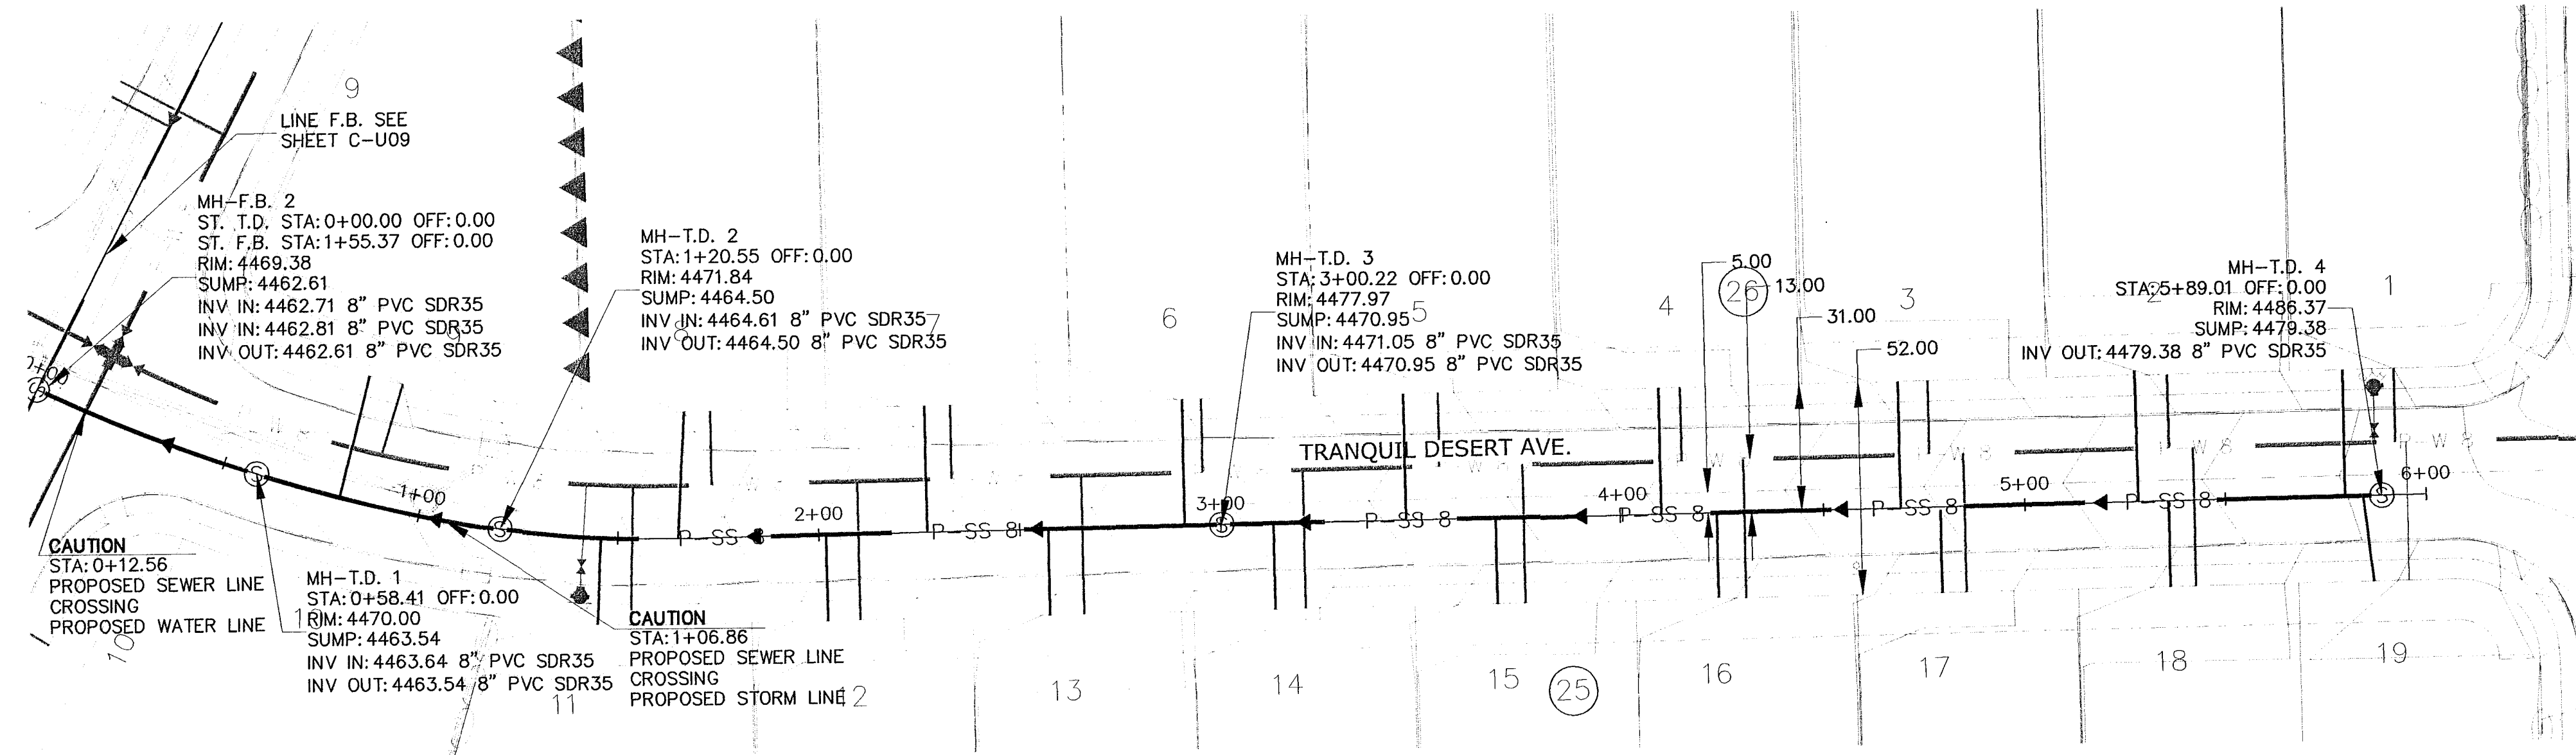 9
LINE F.B. SEE
SHEET C-U09
MH-F.B. 2
ST. T.D. STA:0+00.00 OFF:0.00
ST. F.B. STA:1+55.37 OFF:0.00
RIM:4469.38
SUMP:4462.61
INV IN:4462.71 8" PVC SDR35
INV IN:4462.81 8" PVC SDR35
INV OUT:4462.61 8" PVC SDR35
9
MH-T.D. 2
STA:1+20.55 OFF:0.00
RIM:4471.84
SUMP:4464.50
INV IN:4464.61 8" PVC SDR35
INV OUT:4464.50 8" PVC SDR35
8
7
6
MH-T.D. 3
STA:3+00.22 OFF:0.00
RIM:4477.97
SUMP:4470.95
INV IN:4471.05 8" PVC SDR35
INV OUT:4470.95 8" PVC SDR35
5
4
5.00
26
13.00
31.00
52.00
3
MH-T.D. 4
STA:5+89.01 OFF:0.00
RIM:4486.37
SUMP:4479.38
INV OUT:4479.38 8" PVC SDR35
2
1
TRANQUIL DESERT AVE.
0+00
1+00
2+00
3+00
4+00
5+00
6+00
P-SS
P-SS 8
P-SS 8
P-SS 8
P-SS 8
P-SS 8
P-W 8
W 8
W 8
CAUTION
STA:0+12.56
PROPOSED SEWER LINE
CROSSING
PROPOSED WATER LINE
10
10
MH-T.D. 1
STA:0+58.41 OFF:0.00
RIM:4470.00
SUMP:4463.54
INV IN:4463.64 8" PVC SDR35
INV OUT:4463.54 8" PVC SDR35
11
CAUTION
STA:1+06.86
PROPOSED SEWER LINE
CROSSING
PROPOSED STORM LINE
12
13
14
15
25
16
17
18
19